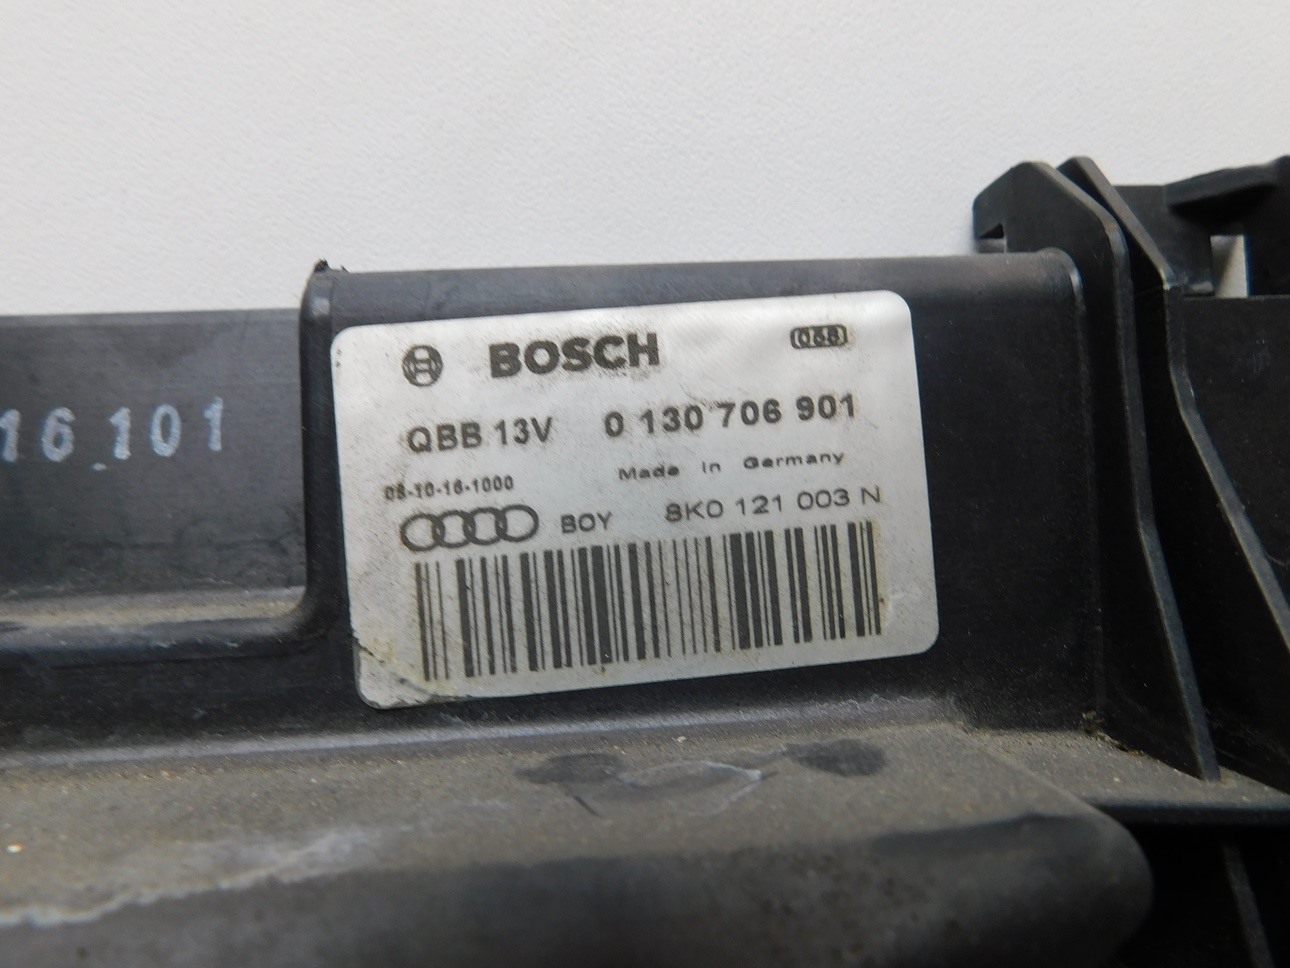 BOSCH
068
QBB 13V 0 130 706 901
Made in Germany
08-10-16-1000
BOY 8K0 121 003 N
16 101